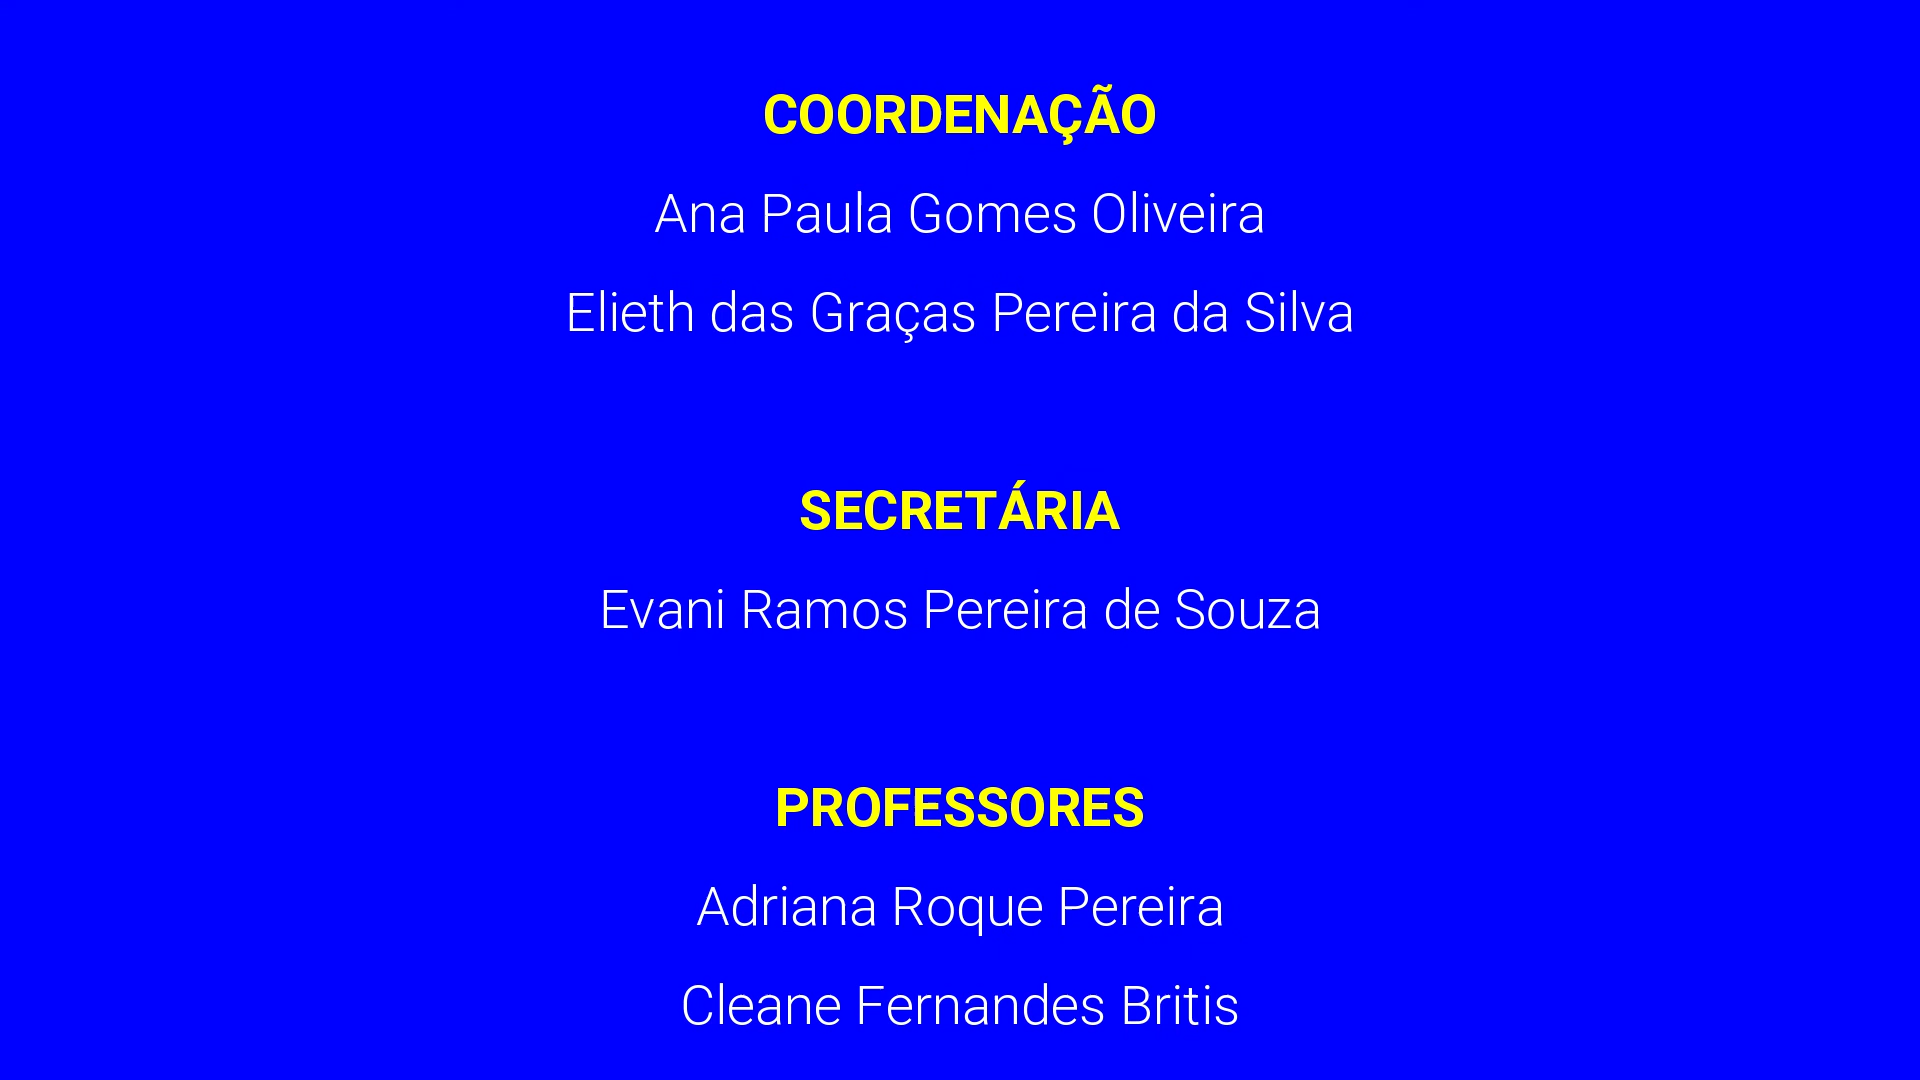 COORDENAÇÃO
Ana Paula Gomes Oliveira
Elieth das Graças Pereira da Silva
SECRETÁRIA
Evani Ramos Pereira de Souza
PROFESSORES
Adriana Roque Pereira
Cleane Fernandes Britis